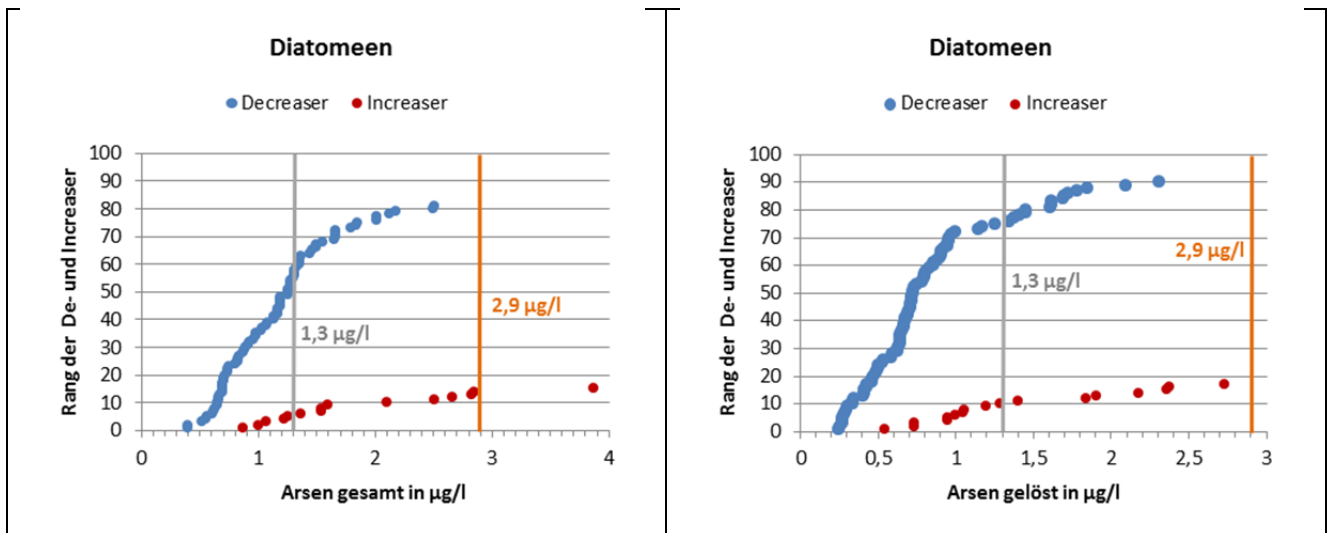 Diatomeen
Decreaser Increaser
Rang der De- und Increaser
100
90
80
70
60
50
40
30
20
10
0
1,3 µg/l
2,9 µg/l
0 1 2 3 4
Arsen gesamt in µg/l
Diatomeen
Decreaser Increaser
Rang der De- und Increaser
100
90
80
70
60
50
40
30
20
10
0
2,9 µg/l
1,3 µg/l
0 0,5 1 1,5 2 2,5 3
Arsen gelöst in µg/l